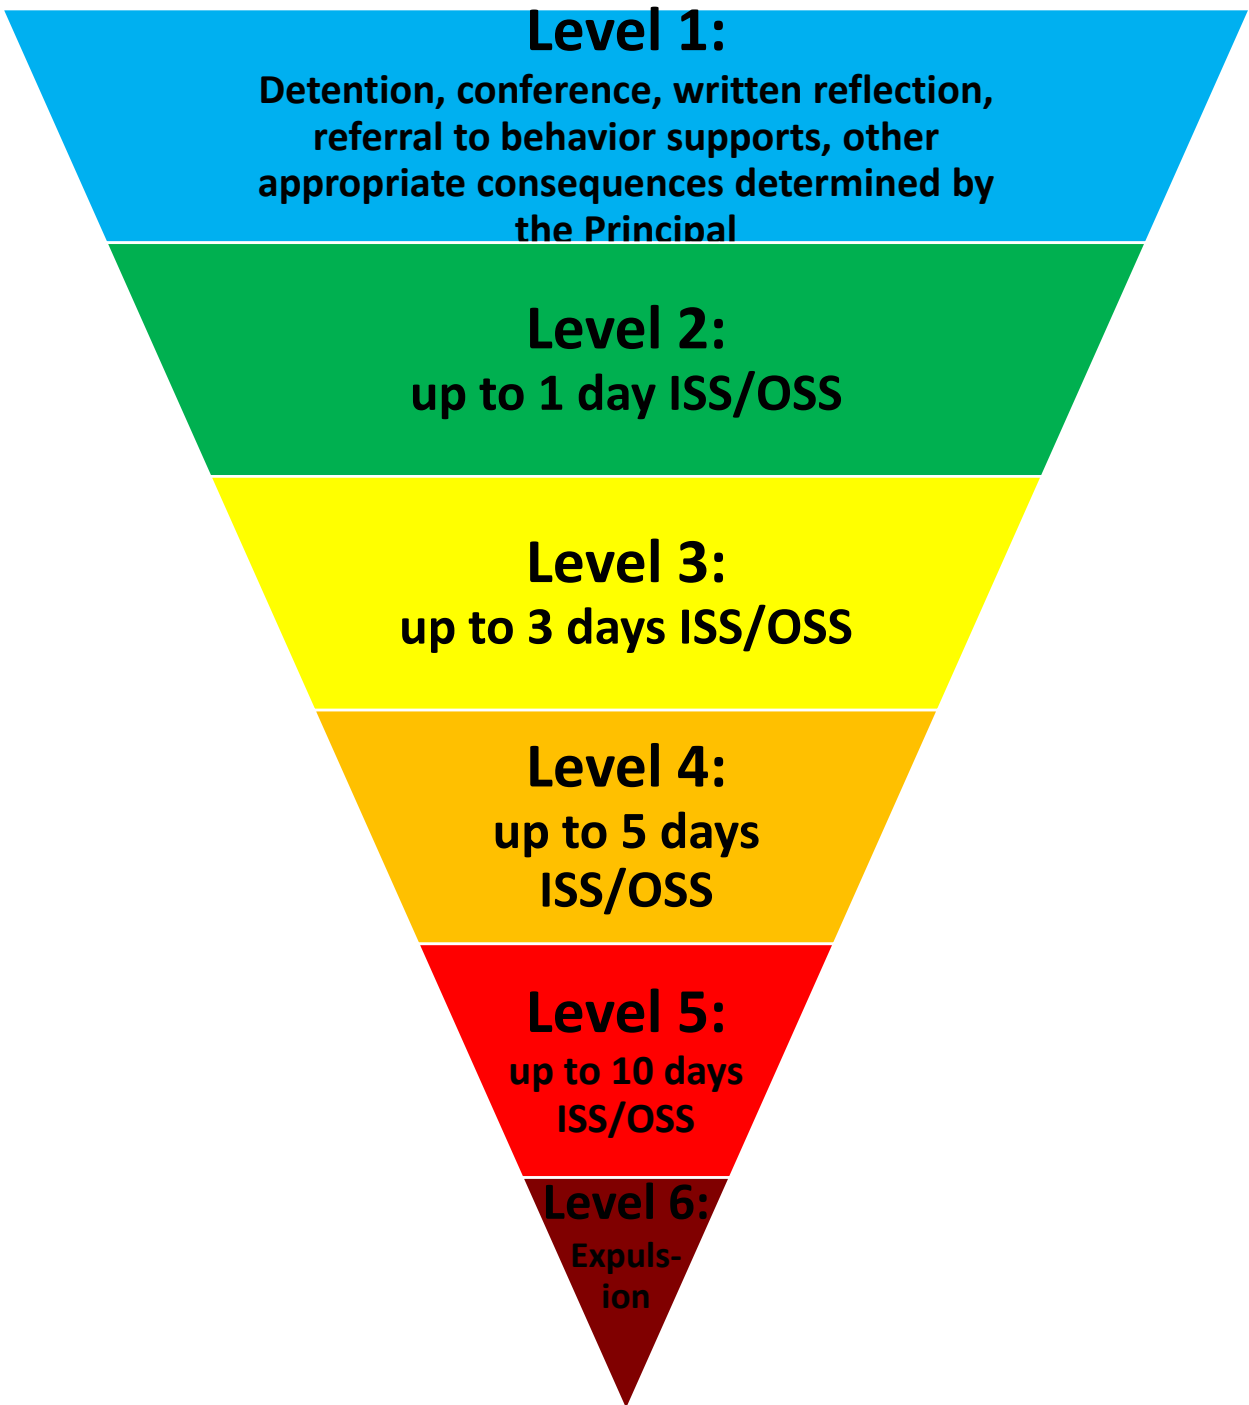 Level 1:
Detention, conference, written reflection,
referral to behavior supports, other
appropriate consequences determined by
the Principal
Level 2:
up to 1 day ISS/OSS
Level 3:
up to 3 days ISS/OSS
Level 4:
up to 5 days
ISS/OSS
Level 5:
up to 10 days
ISS/OSS
Level 6:
Expuls-
ion